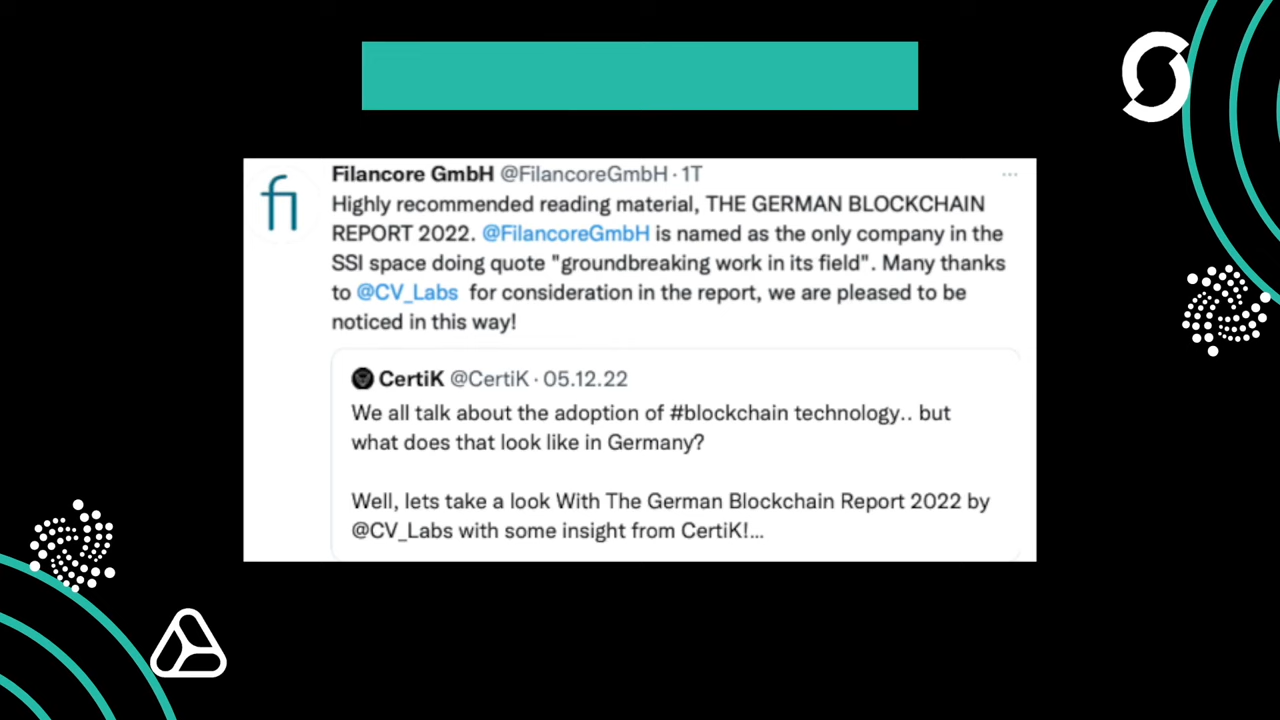 Filancore GmbH @FilancoreGmbH · 1T
Highly recommended reading material, THE GERMAN BLOCKCHAIN
REPORT 2022. @FilancoreGmbH is named as the only company in the
SSI space doing quote "groundbreaking work in its field". Many thanks
to @CV_Labs for consideration in the report, we are pleased to be
noticed in this way!
CertiK @CertiK · 05.12.22
We all talk about the adoption of #blockchain technology.. but
what does that look like in Germany?
Well, lets take a look With The German Blockchain Report 2022 by
@CV_Labs with some insight from CertiK!...